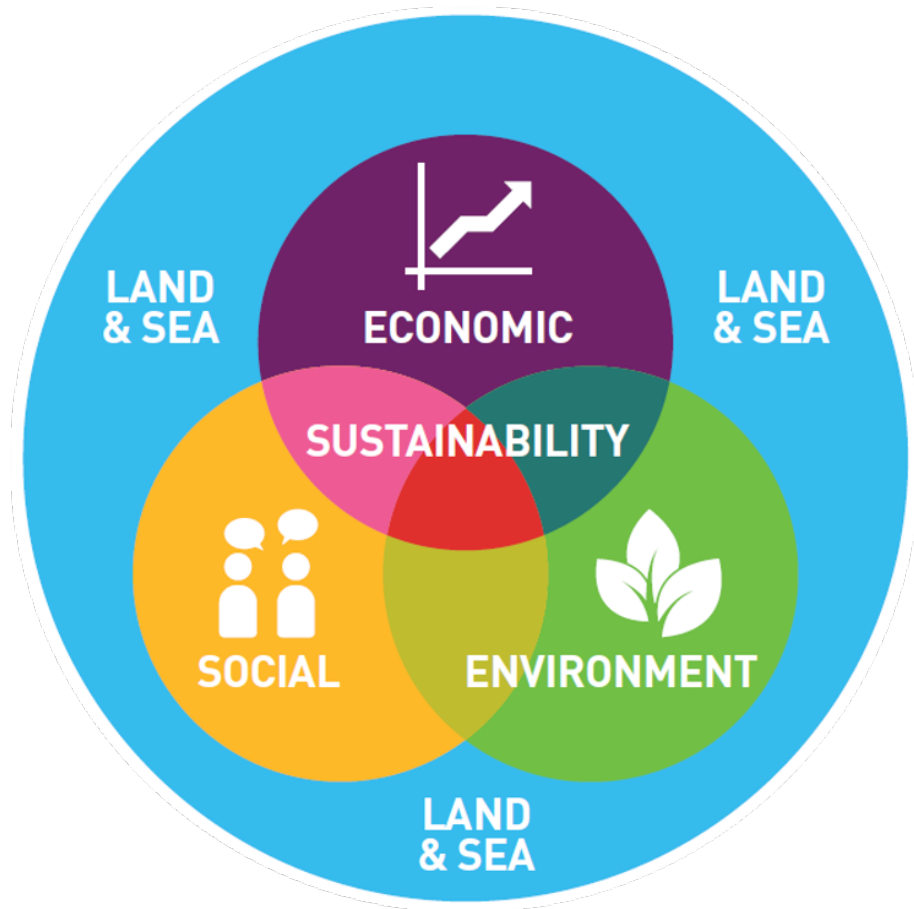 ECONOMIC
LAND
& SEA
LAND
& SEA
SUSTAINABILITY
SOCIAL
ENVIRONMENT
LAND
& SEA